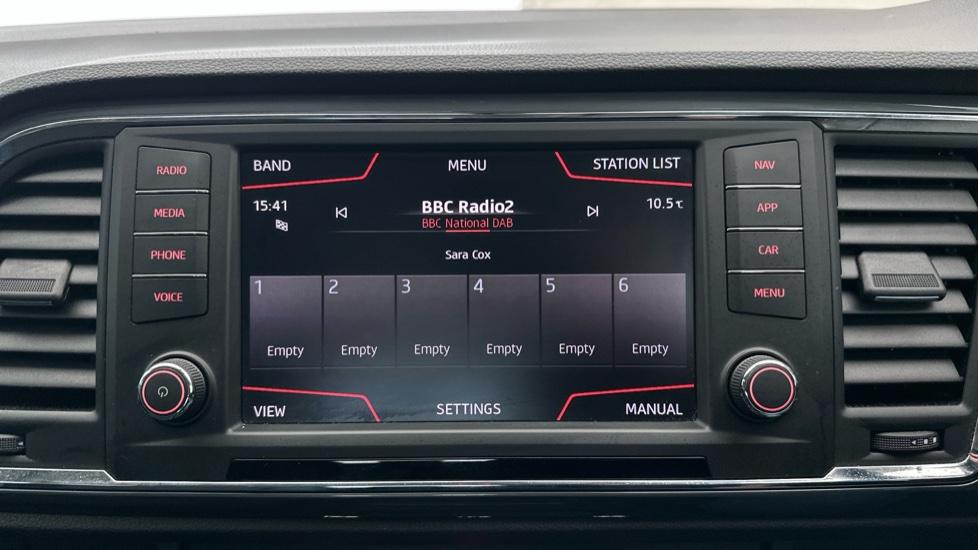 RADIO
MEDIA
PHONE
VOICE
BAND MENU STATION LIST
15:41 BBC Radio2 10.5°C
BBC National DAB
Sara Cox
1 2 3 4 5 6
Empty Empty Empty Empty Empty Empty
VIEW SETTINGS MANUAL
NAV
APP
CAR
MENU